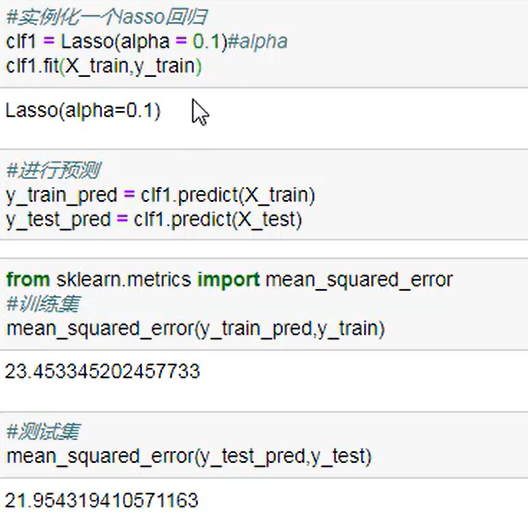 #实例化一个lasso回归
clf1 = Lasso(alpha = 0.1)#alpha
clf1.fit(X_train,y_train)
Lasso(alpha=0.1)
#进行预测
y_train_pred = clf1.predict(X_train)
y_test_pred = clf1.predict(X_test)
from sklearn.metrics import mean_squared_error
#训练集
mean_squared_error(y_train_pred,y_train)
23.453345202457733
#测试集
mean_squared_error(y_test_pred,y_test)
21.954319410571163